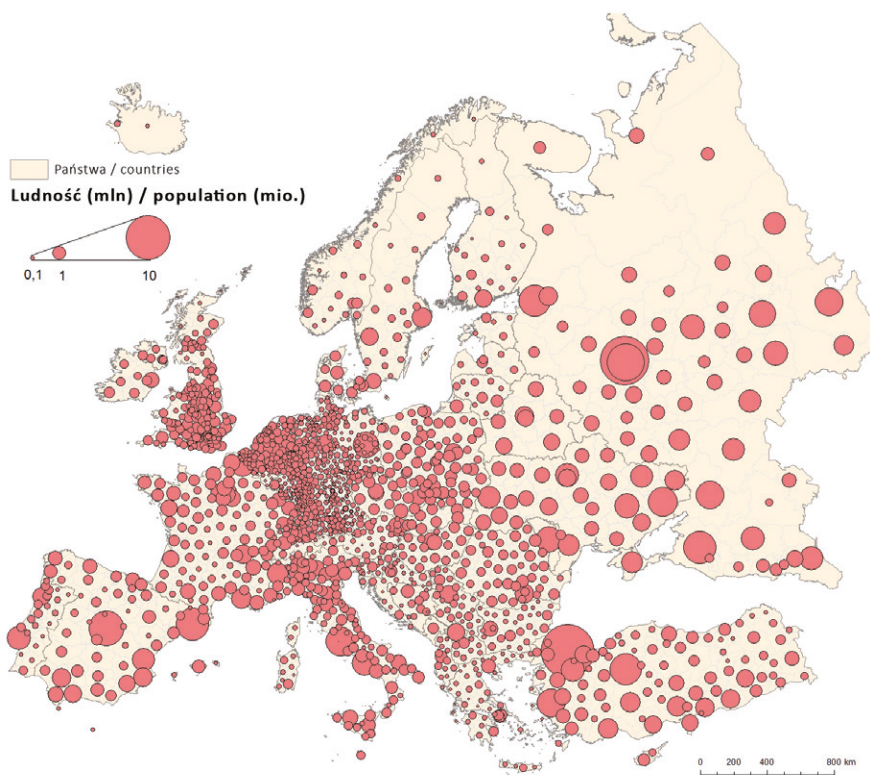 Państwa / countries
Ludność (mln) / population (mio.)
0,1 1 10
0 200 400 800 km